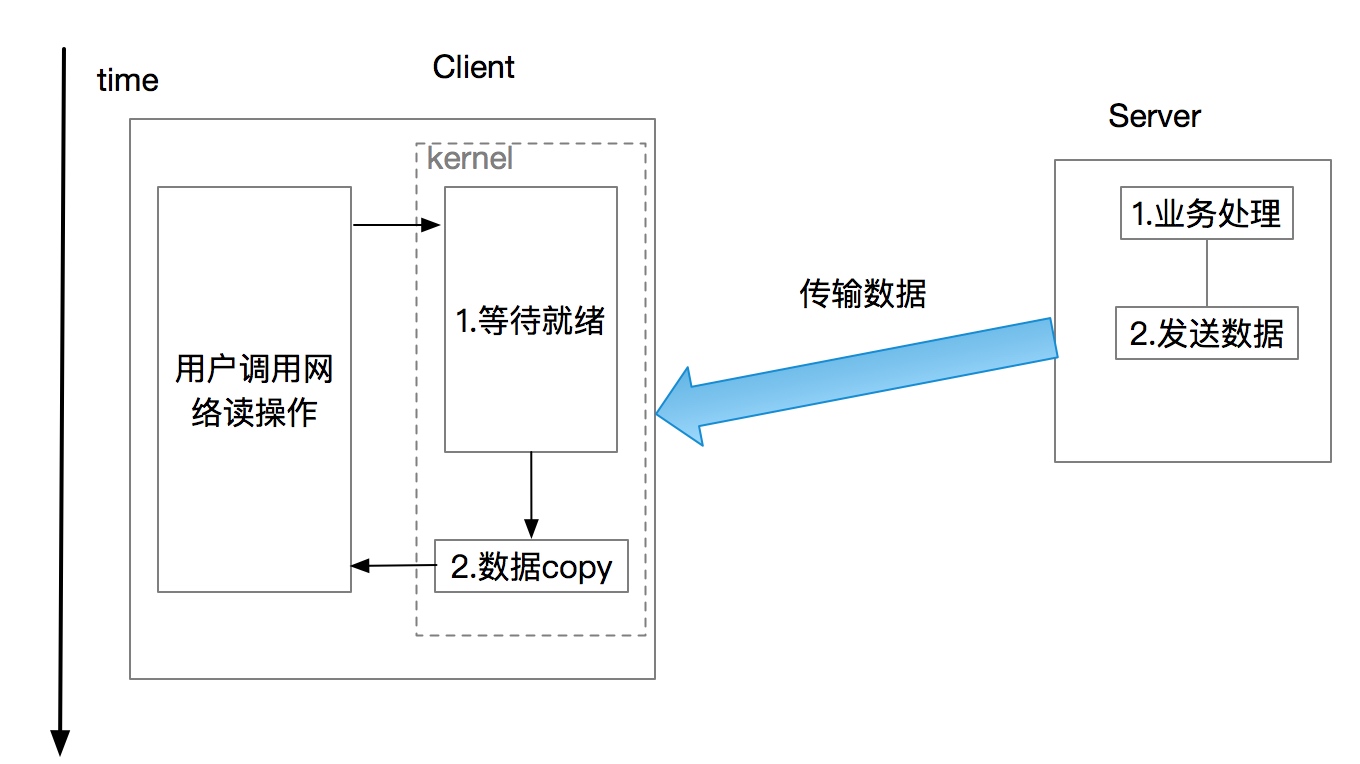 time
Client
kernel
1.等待就绪
用户调用网
络读操作
2.数据copy
传输数据
Server
1.业务处理
2.发送数据